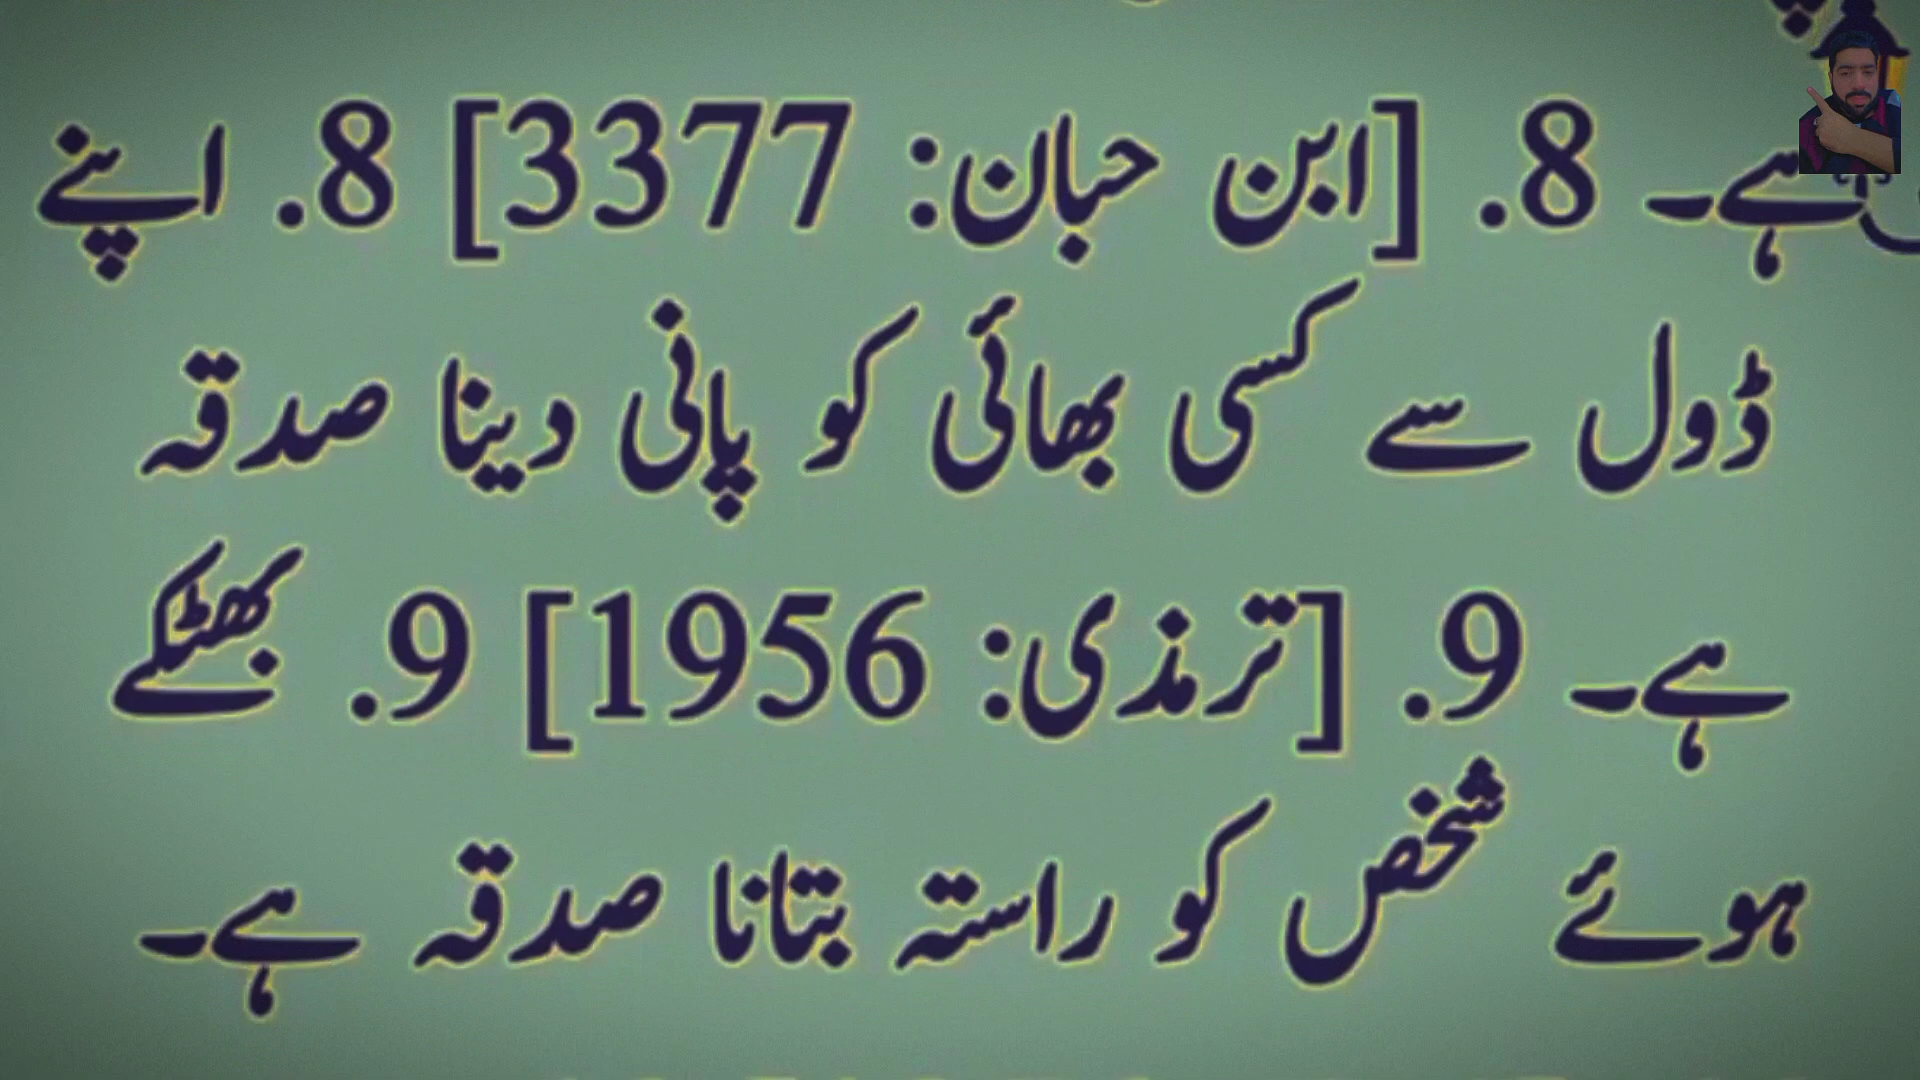 ہے۔ 8. [ابن حبان: 3377] 8. اپنے
ڈول سے کسی بھائی کو پانی دینا صدقہ
ہے۔ 9. [ترمذی: 1956] 9. بھٹکے
ہوئے شخص کو راستہ بتانا صدقہ ہے۔